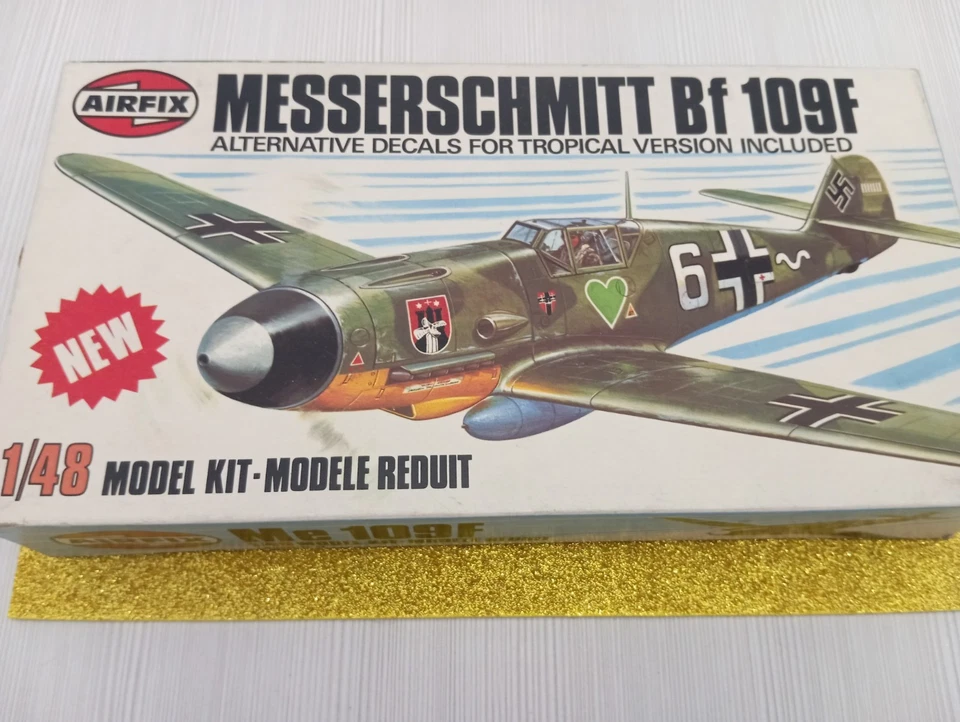 AIRFIX
MESSERSCHMITT Bf 109F
ALTERNATIVE DECALS FOR TROPICAL VERSION INCLUDED
6
NEW
1/48 MODEL KIT-MODELE REDUIT
Me 109F